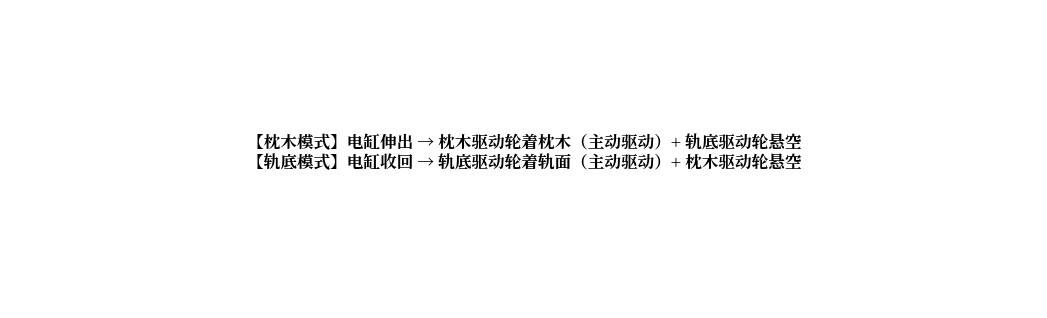 【枕木模式】电缸伸出 → 枕木驱动轮着枕木（主动驱动）+ 轨底驱动轮悬空
【轨底模式】电缸收回 → 轨底驱动轮着轨面（主动驱动）+ 枕木驱动轮悬空